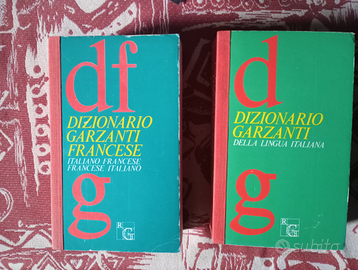 df
DIZIONARIO
GARZANTI
FRANCESE
ITALIANO FRANCESE
FRANCESE ITALIANO
g
d
DIZIONARIO
GARZANTI
DELLA LINGUA ITALIANA
g
subito